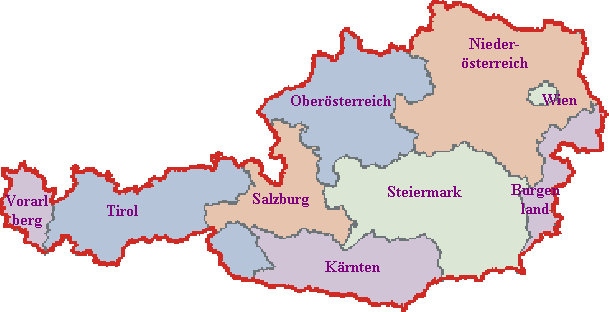 Nieder-
österreich
Oberösterreich
Wien
Vorarl
berg
Tirol
Salzburg
Steiermark
Burgen
land
Kärnten